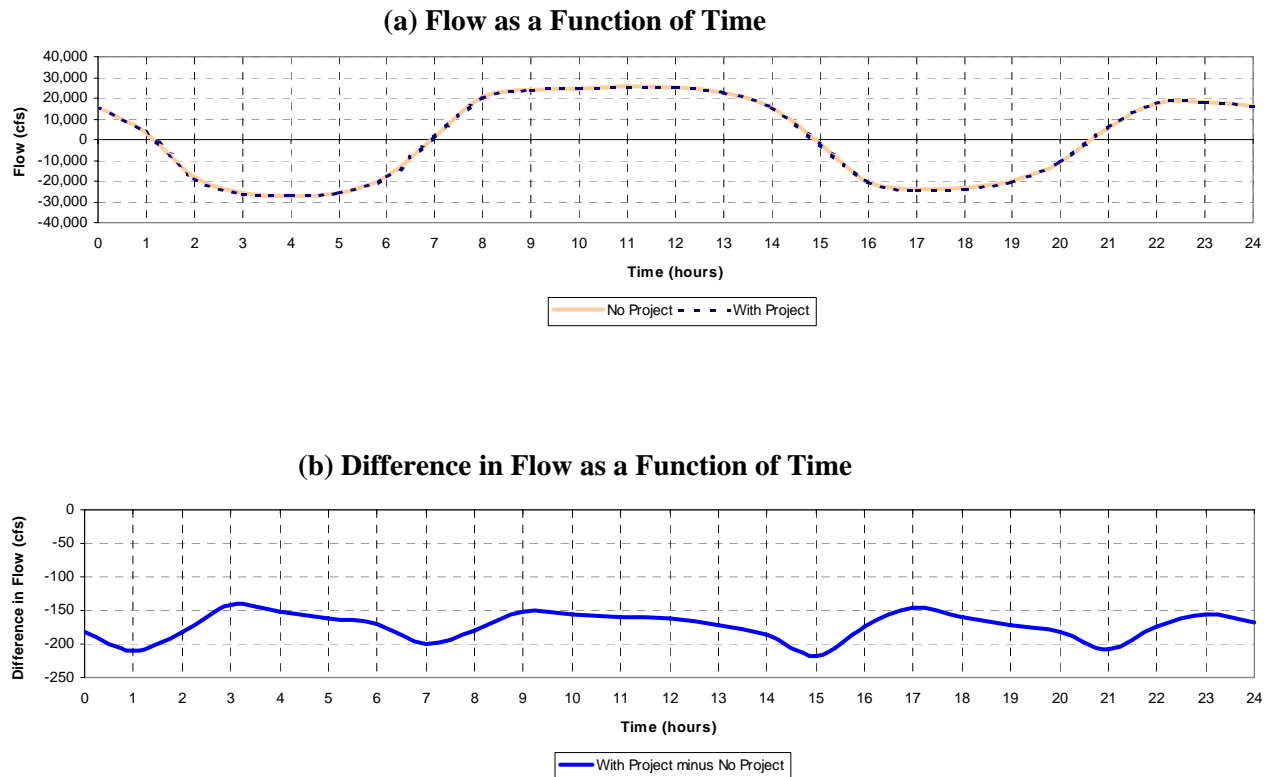 (a) Flow as a Function of Time
40,000
30,000
20,000
10,000
0
-10,000
-20,000
-30,000
-40,000
Flow (cfs)
0 1 2 3 4 5 6 7 8 9 10 11 12 13 14 15 16 17 18 19 20 21 22 23 24
Time (hours)
No Project With Project
(b) Difference in Flow as a Function of Time
0
-50
-100
-150
-200
-250
Difference in Flow (cfs)
0 1 2 3 4 5 6 7 8 9 10 11 12 13 14 15 16 17 18 19 20 21 22 23 24
Time (hours)
With Project minus No Project